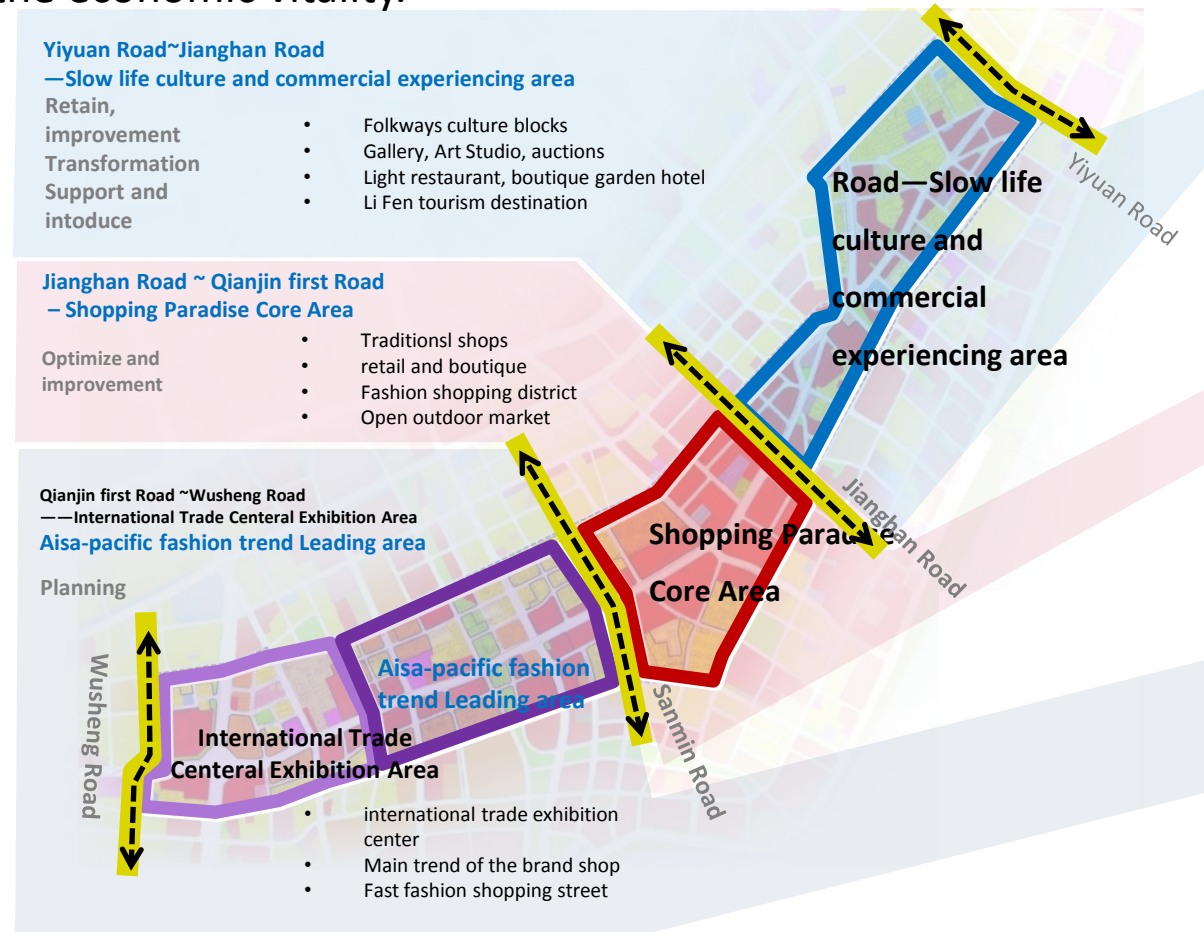 the economic vitality.
Yiyuan Road~Jianghan Road
—Slow life culture and commercial experiencing area
Retain,
improvement
Transformation
Support and
intoduce
• Folkways culture blocks
• Gallery, Art Studio, auctions
• Light restaurant, boutique garden hotel
• Li Fen tourism destination
Jianghan Road ~ Qianjin first Road
– Shopping Paradise Core Area
Optimize and
improvement
• Traditionsl shops
• retail and boutique
• Fashion shopping district
• Open outdoor market
Qianjin first Road ~Wusheng Road
——International Trade Centeral Exhibition Area
Aisa-pacific fashion trend Leading area
Planning
• international trade exhibition
center
• Main trend of the brand shop
• Fast fashion shopping street
Road—Slow life
culture and
commercial
experiencing area
Shopping Paradise
Core Area
Aisa-pacific fashion
trend Leading area
International Trade
Centeral Exhibition Area
Yiyuan Road
Jianghan Road
Sanmin Road
Wusheng Road